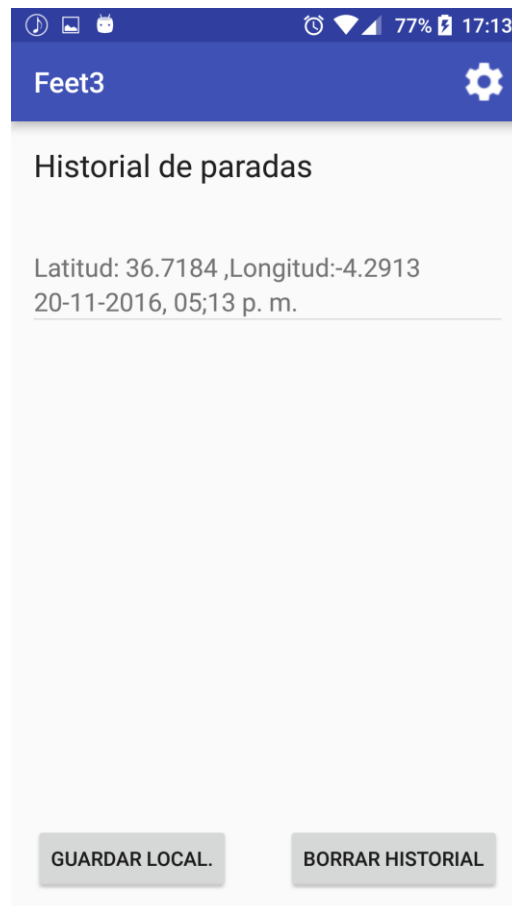 77% 17:13
Feet3
Historial de paradas
Latitud: 36.7184 ,Longitud:-4.2913
20-11-2016, 05;13 p. m.
GUARDAR LOCAL. BORRAR HISTORIAL